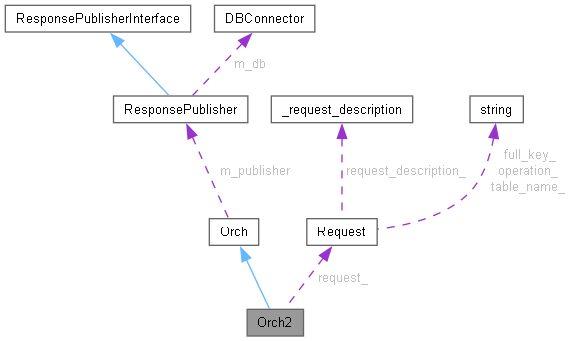 ResponsePublisherInterface
DBConnector
m_db
ResponsePublisher
_request_description
string
m_publisher
request_description_
full_key_
operation_
table_name_
Orch
Request
request_
Orch2